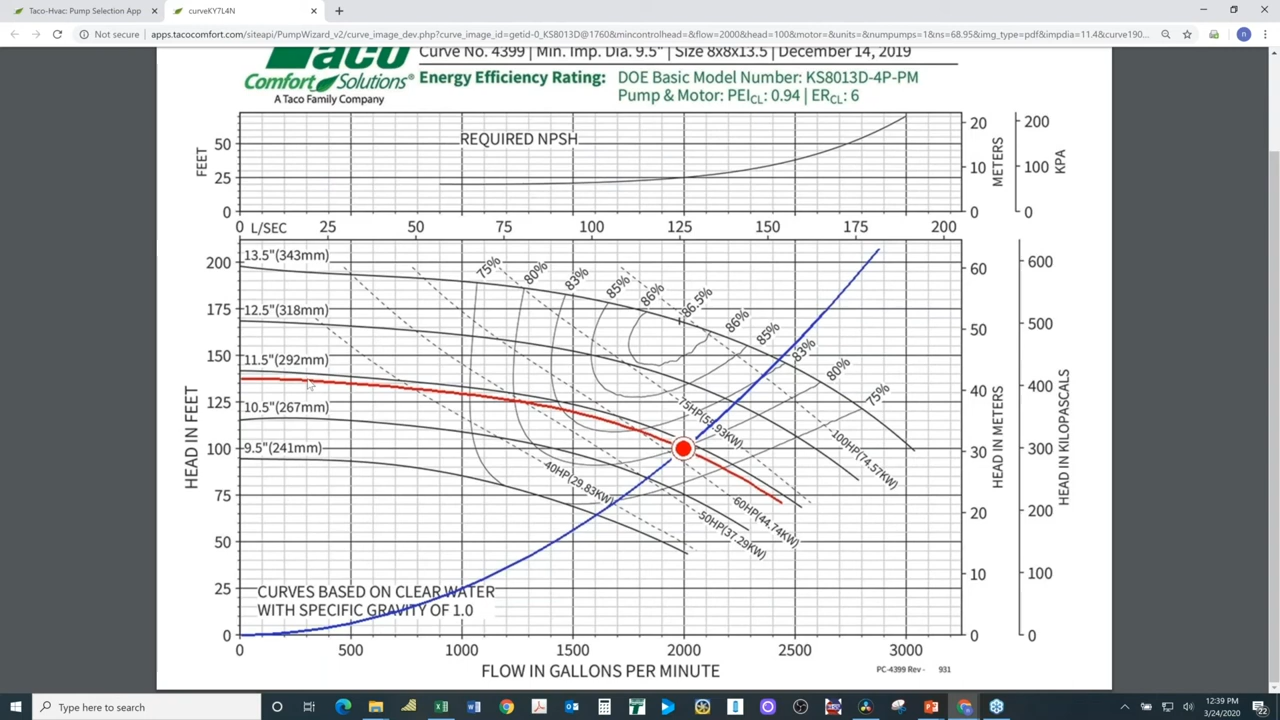 Taco-Hvac: Pump Selection App
curveKY7L4N
Not secure
apps.tacocomfort.com/siteapi/PumpWizard_v2/curve_image_dev.php?curve_image_id=getid-0_KS8013D@1760&mincontrolhead=&flow=2000&head=100&motor=&units=&numpumps=1&ns=68.95&img_type=pdf&impdia=11.4&curve190...
n
Taco
Comfort Solutions®
A Taco Family Company
Curve No. 4399 | Min. Imp. Dia. 9.5" | Size 8x8x13.5 | December 14, 2019
Energy Efficiency Rating: DOE Basic Model Number: KS8013D-4P-PM
Pump & Motor: PEICL: 0.94 | ERCL: 6
REQUIRED NPSH
FEET
50
25
0
METERS
20
10
0
KPA
200
100
0
0 L/SEC 25 50 75 100 125 150 175 200
HEAD IN FEET
200
175
150
125
100
75
50
25
0
13.5"(343mm)
12.5"(318mm)
11.5"(292mm)
10.5"(267mm)
9.5"(241mm)
75%
80%
83%
85%
86%
86.5%
86%
85%
83%
80%
75%
40HP(29.83KW)
50HP(37.29KW)
60HP(44.74KW)
75HP(55.93KW)
100HP(74.57KW)
HEAD IN METERS
60
50
40
30
20
10
0
HEAD IN KILOPASCALS
600
500
400
300
200
100
0
CURVES BASED ON CLEAR WATER
WITH SPECIFIC GRAVITY OF 1.0
0 500 1000 1500 2000 2500 3000
FLOW IN GALLONS PER MINUTE
PC-4399 Rev - 931
Type here to search
12:39 PM
3/24/2020
22